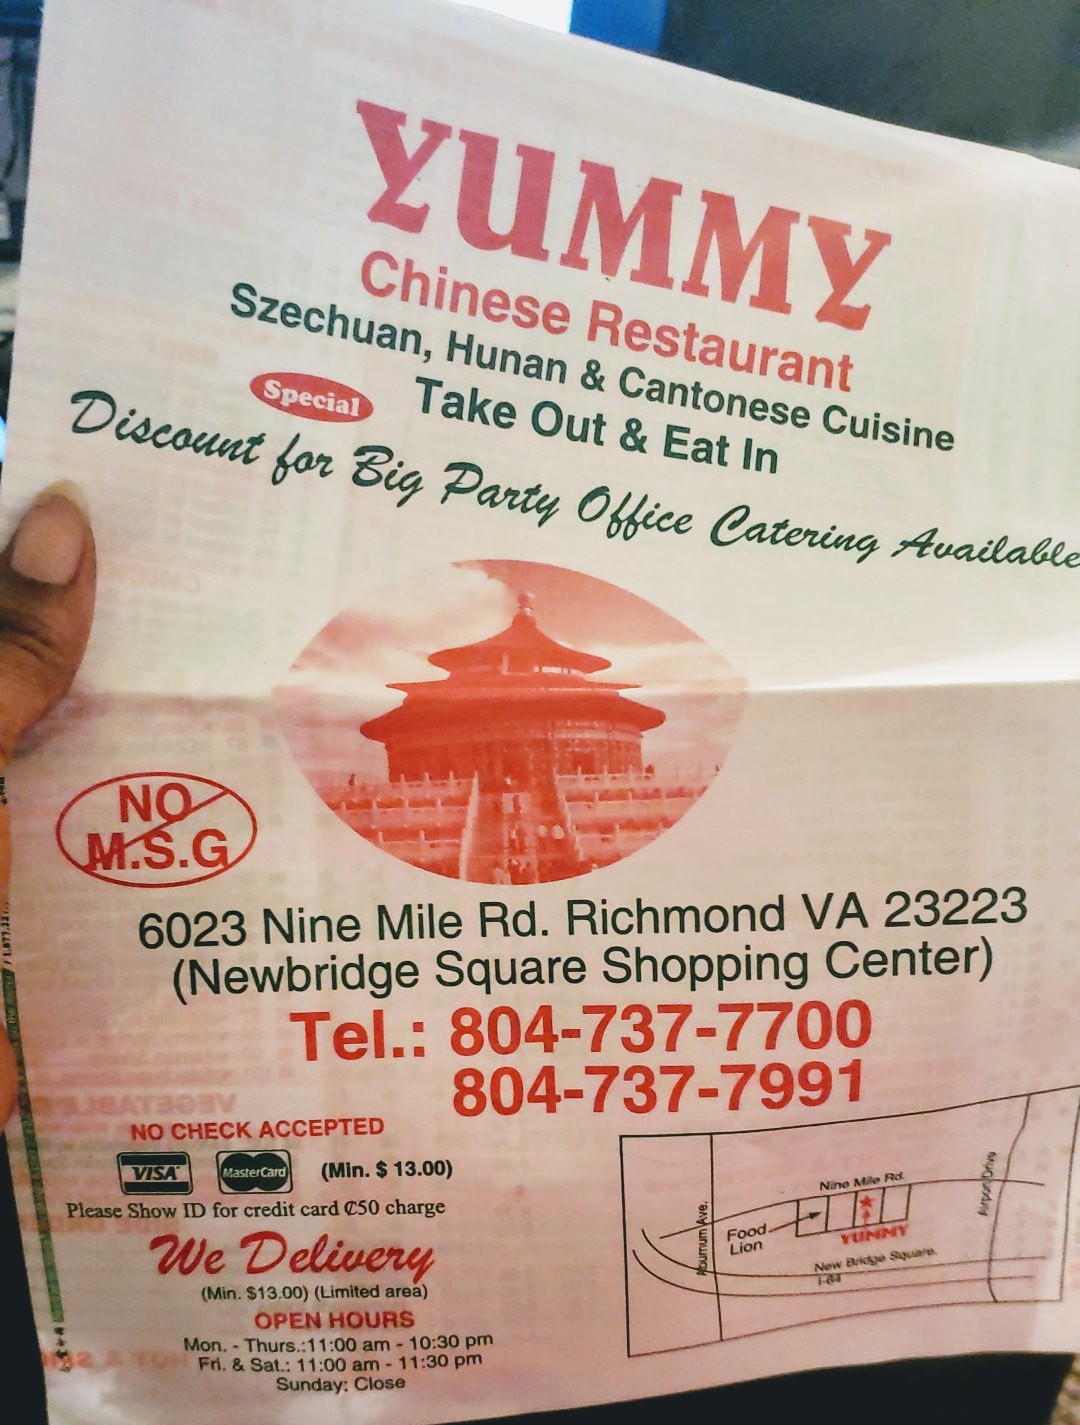 YUMMY
Chinese Restaurant
Szechuan, Hunan & Cantonese Cuisine
Special
Take Out & Eat In
Discount for Big Party Office Catering Available
NO
M.S.G
6023 Nine Mile Rd. Richmond VA 23223
(Newbridge Square Shopping Center)
Tel.: 804-737-7700
804-737-7991
NO CHECK ACCEPTED
VISA MasterCard (Min. $ 13.00)
Please Show ID for credit card ₵50 charge
We Delivery
(Min. $13.00) (Limited area)
OPEN HOURS
Mon. - Thurs.:11:00 am - 10:30 pm
Fri. & Sat.: 11:00 am - 11:30 pm
Sunday: Close
Nine Mile Rd.
Airport Drive
Food
Lion
YUMMY
Ave.
New Bridge Square.
I-64